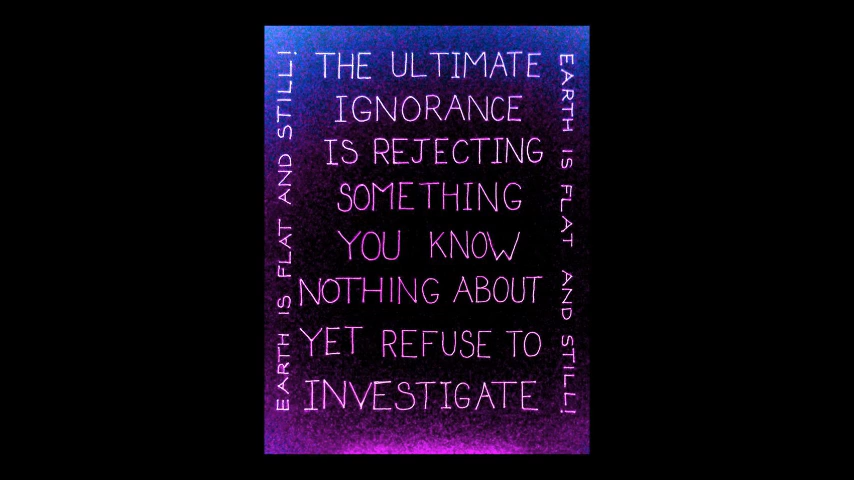 THE ULTIMATE
IGNORANCE
IS REJECTING
SOMETHING
YOU KNOW
NOTHING ABOUT
YET REFUSE TO
INVESTIGATE
EARTH IS FLAT AND STILL!
EARTH IS FLAT AND STILL!